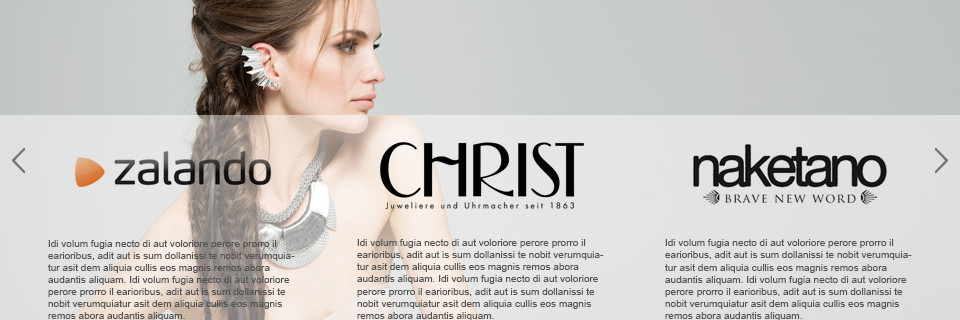 zalando
CHRIST
Juweliere und Uhrmacher seit 1863
naketano
BRAVE NEW WORD
Idi volum fugia necto di aut voloriore perore prorro il
earioribus, adit aut is sum dollanissi te nobit verumquia-
tur asit dem aliquia cullis eos magnis remos abora
audantis aliquam. Idi volum fugia necto di aut voloriore
perore prorro il earioribus, adit aut is sum dollanissi te
nobit verumquiatur asit dem aliquia cullis eos magnis
remos abora audantis aliquam.
Idi volum fugia necto di aut voloriore perore prorro il
earioribus, adit aut is sum dollanissi te nobit verumquia-
tur asit dem aliquia cullis eos magnis remos abora
audantis aliquam. Idi volum fugia necto di aut voloriore
perore prorro il earioribus, adit aut is sum dollanissi te
nobit verumquiatur asit dem aliquia cullis eos magnis
remos abora audantis aliquam.
Idi volum fugia necto di aut voloriore perore prorro il
earioribus, adit aut is sum dollanissi te nobit verumquia-
tur asit dem aliquia cullis eos magnis remos abora
audantis aliquam. Idi volum fugia necto di aut voloriore
perore prorro il earioribus, adit aut is sum dollanissi te
nobit verumquiatur asit dem aliquia cullis eos magnis
remos abora audantis aliquam.